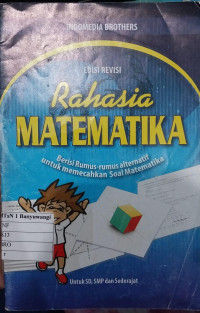 INDOMEDIA BROTHERS
EDISI REVISI
Rahasia
MATEMATIKA
Berisi Rumus-rumus alternatif
untuk memecahkan Soal Matematika
MTsN 1 Banyuwangi
Untuk SD, SMP dan Sederajat